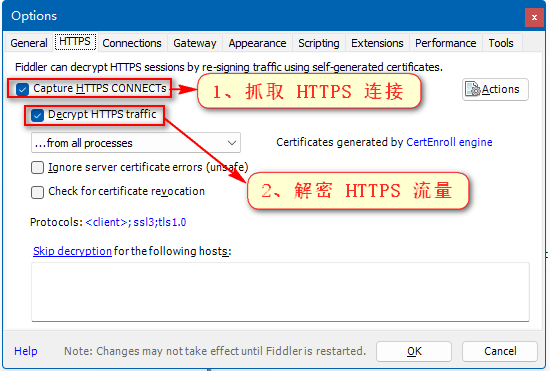 Options
General HTTPS Connections Gateway Appearance Scripting Extensions Performance Tools
Fiddler can decrypt HTTPS sessions by re-signing traffic using self-generated certificates.
Capture HTTPS CONNECTs
1、抓取 HTTPS 连接
Actions
Decrypt HTTPS traffic
...from all processes
Certificates generated by CertEnroll engine
Ignore server certificate errors (unsafe)
2、解密 HTTPS 流量
Check for certificate revocation
Protocols: <client>; ssl3;tls1.0
Skip decryption for the following hosts:
Help
Note: Changes may not take effect until Fiddler is restarted.
OK
Cancel